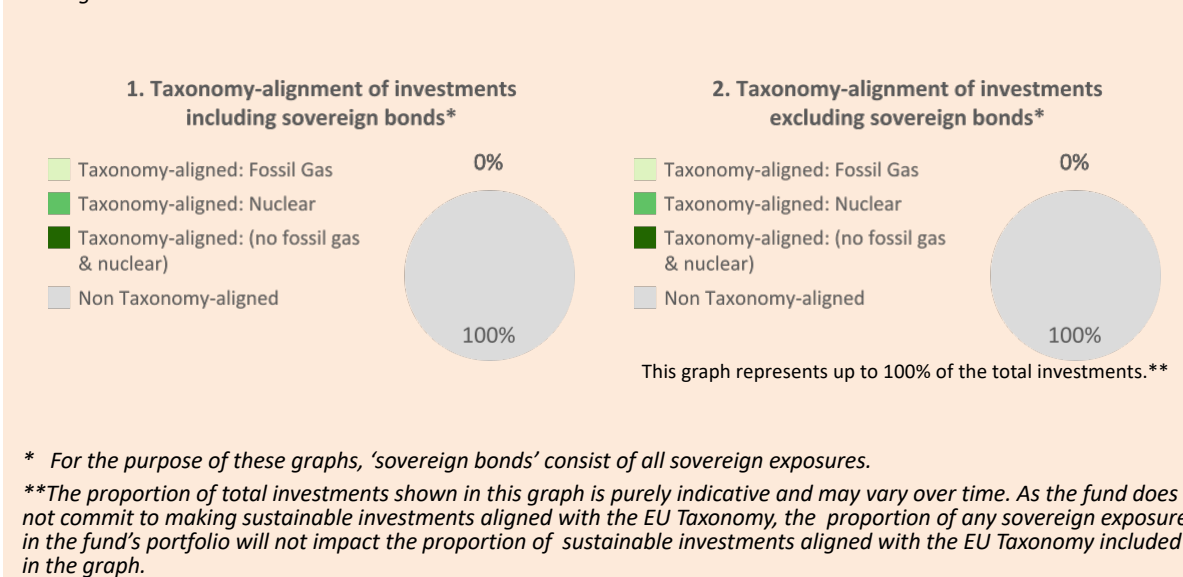 1. Taxonomy-alignment of investments
including sovereign bonds*
Taxonomy-aligned: Fossil Gas
Taxonomy-aligned: Nuclear
Taxonomy-aligned: (no fossil gas
& nuclear)
Non Taxonomy-aligned
0%
100%
2. Taxonomy-alignment of investments
excluding sovereign bonds*
Taxonomy-aligned: Fossil Gas
Taxonomy-aligned: Nuclear
Taxonomy-aligned: (no fossil gas
& nuclear)
Non Taxonomy-aligned
0%
100%
This graph represents up to 100% of the total investments.**
* For the purpose of these graphs, ‘sovereign bonds’ consist of all sovereign exposures.
**The proportion of total investments shown in this graph is purely indicative and may vary over time. As the fund does
not commit to making sustainable investments aligned with the EU Taxonomy, the proportion of any sovereign exposure
in the fund’s portfolio will not impact the proportion of sustainable investments aligned with the EU Taxonomy included
in the graph.